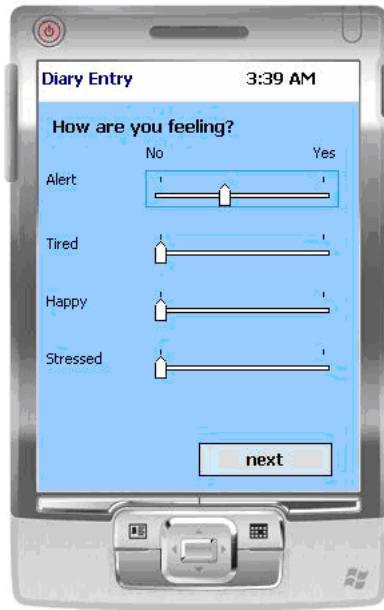 Diary Entry 3:39 AM
How are you feeling?
No Yes
Alert
Tired
Happy
Stressed
next